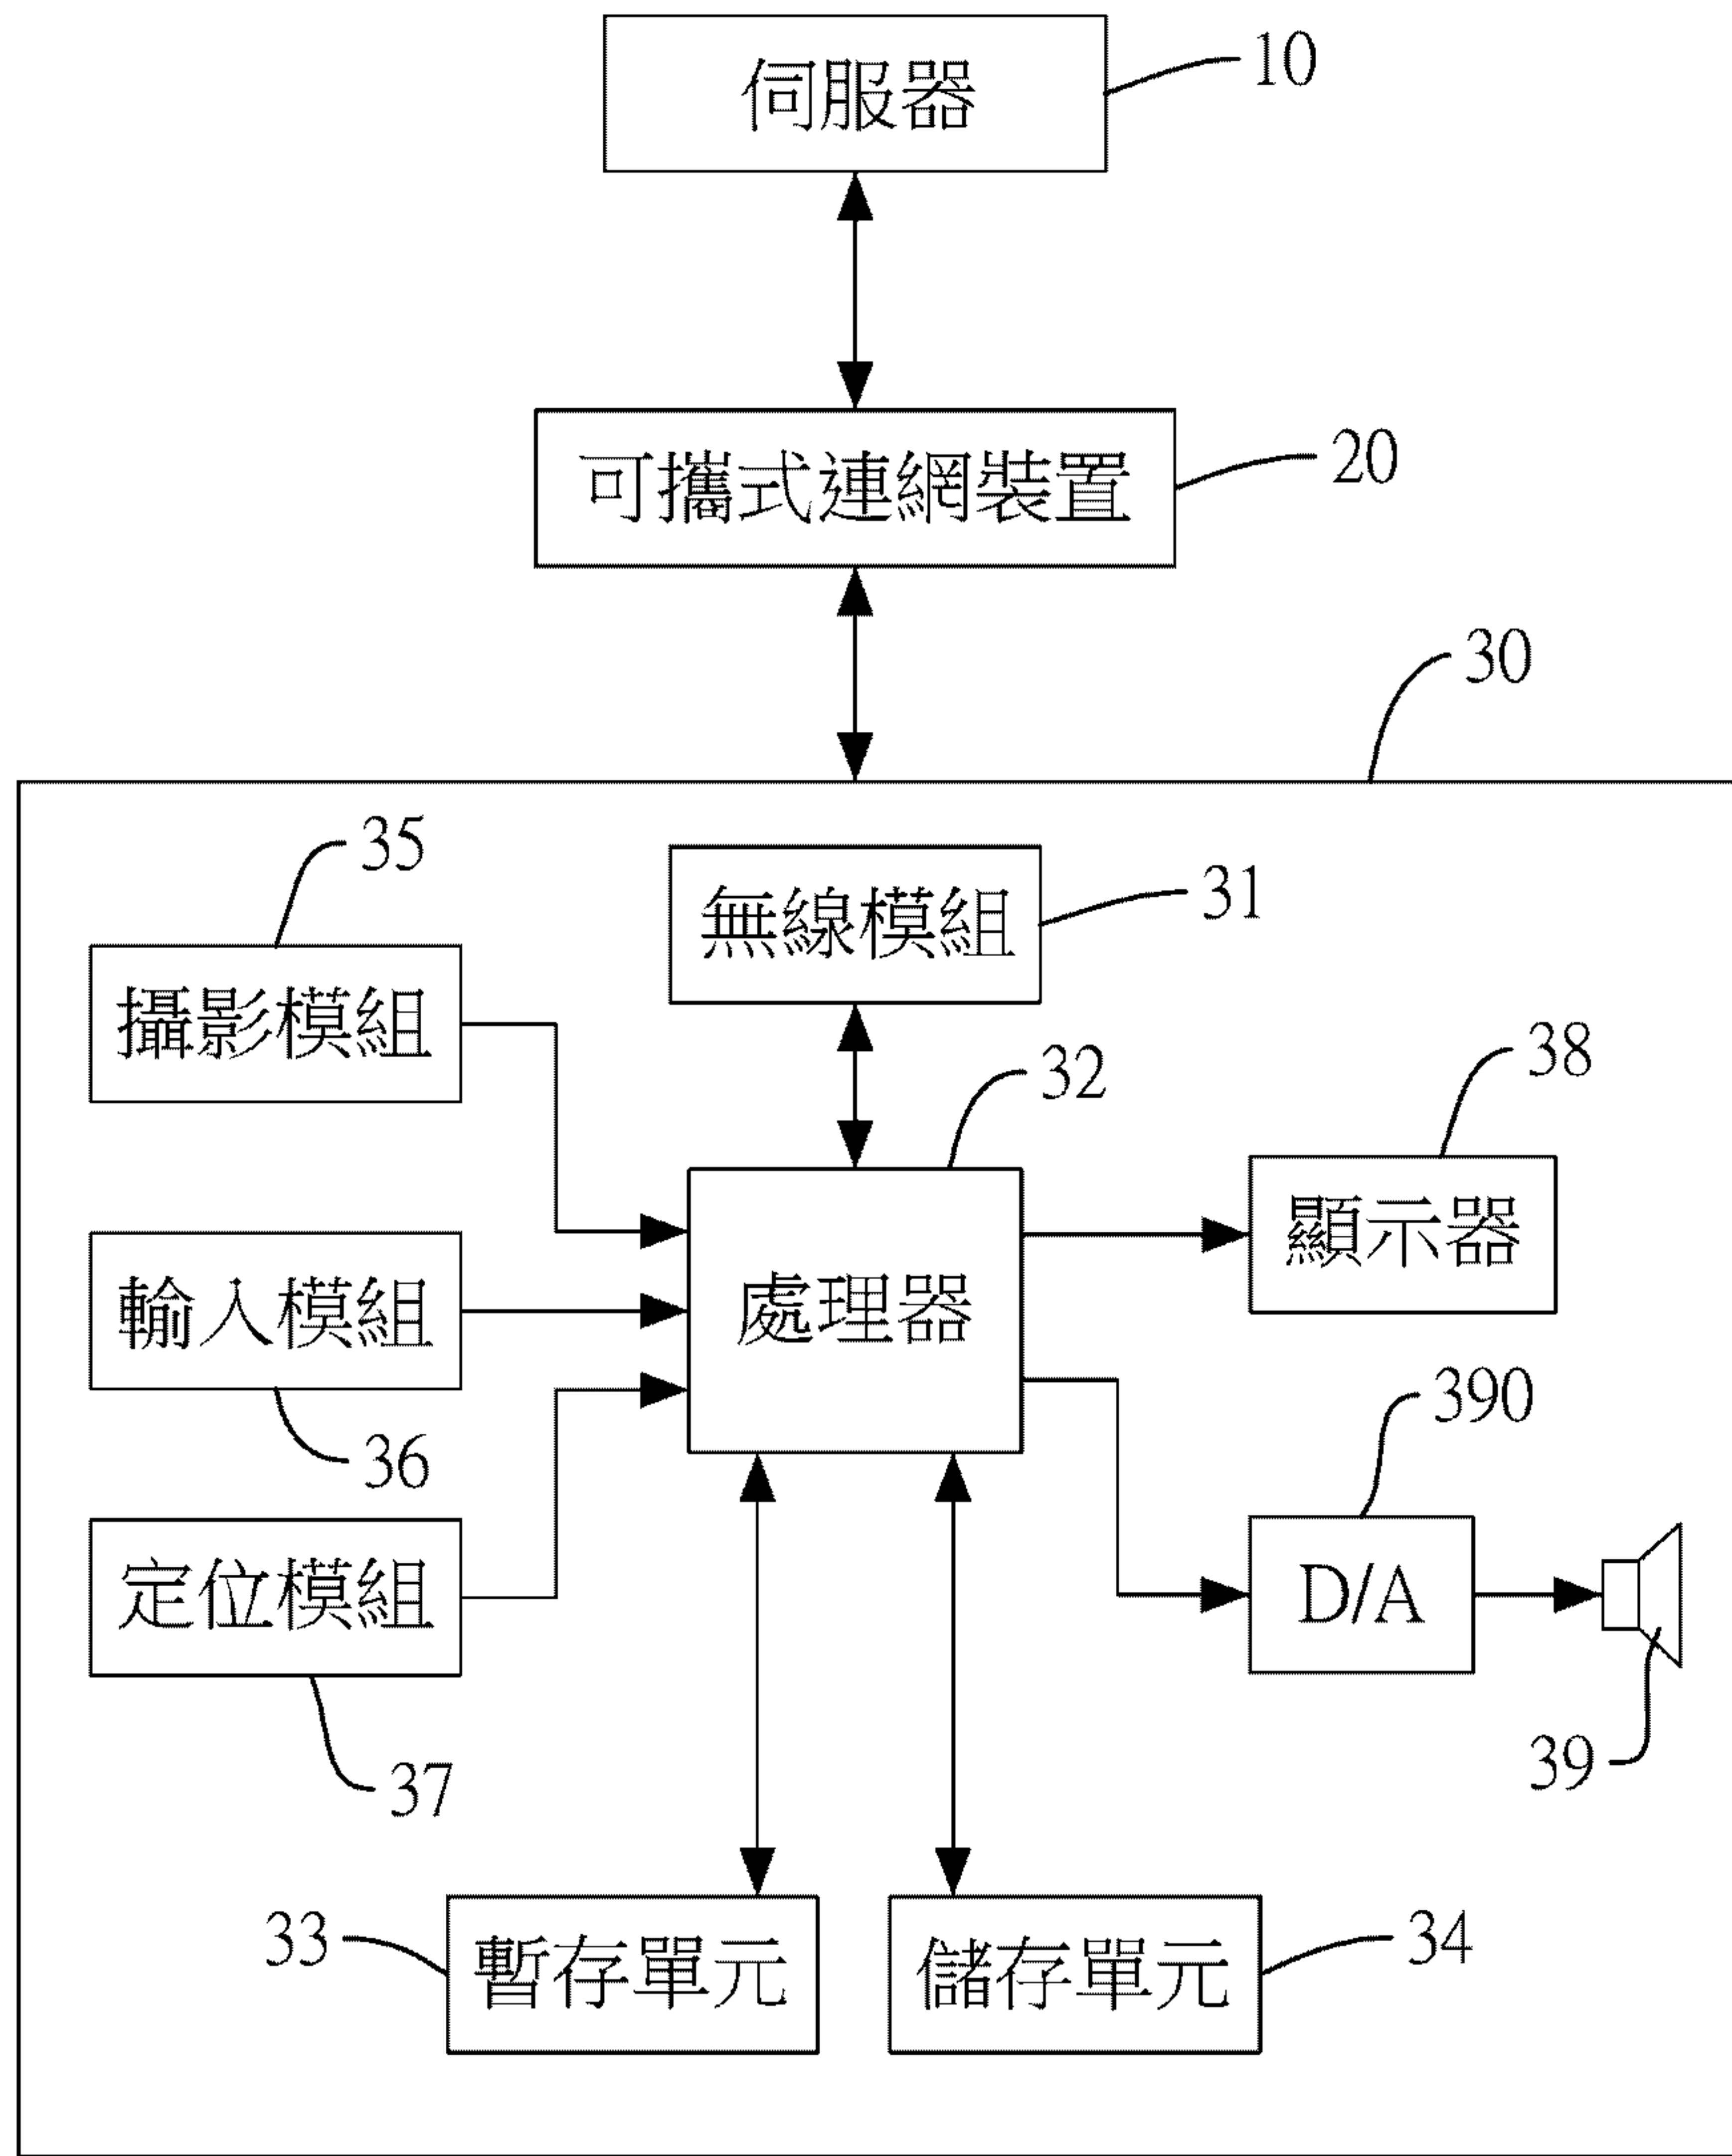 伺服器
10
可攜式連網裝置
20
30
35
無線模組
31
攝影模組
32
38
顯示器
輸入模組
處理器
36
390
定位模組
D/A
37
39
33
暫存單元
儲存單元
34